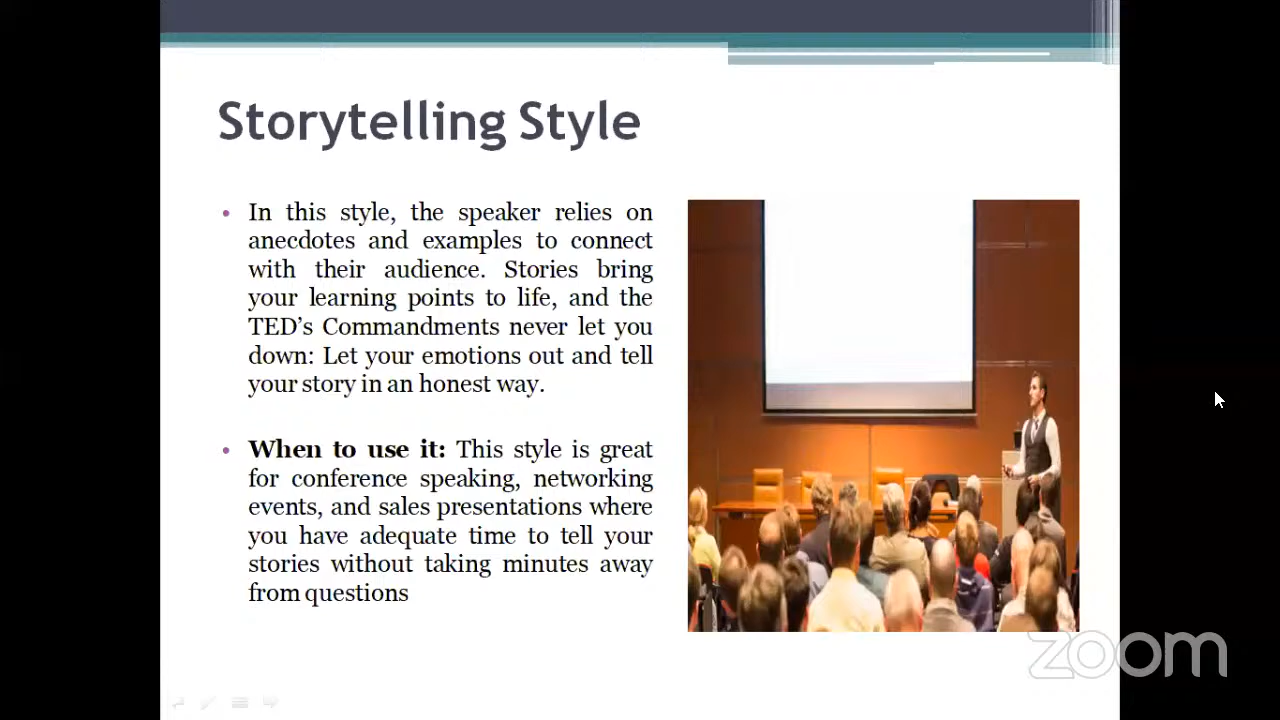 Storytelling Style
• In this style, the speaker relies on
anecdotes and examples to connect
with their audience. Stories bring
your learning points to life, and the
TED’s Commandments never let you
down: Let your emotions out and tell
your story in an honest way.
• When to use it: This style is great
for conference speaking, networking
events, and sales presentations where
you have adequate time to tell your
stories without taking minutes away
from questions
zoom